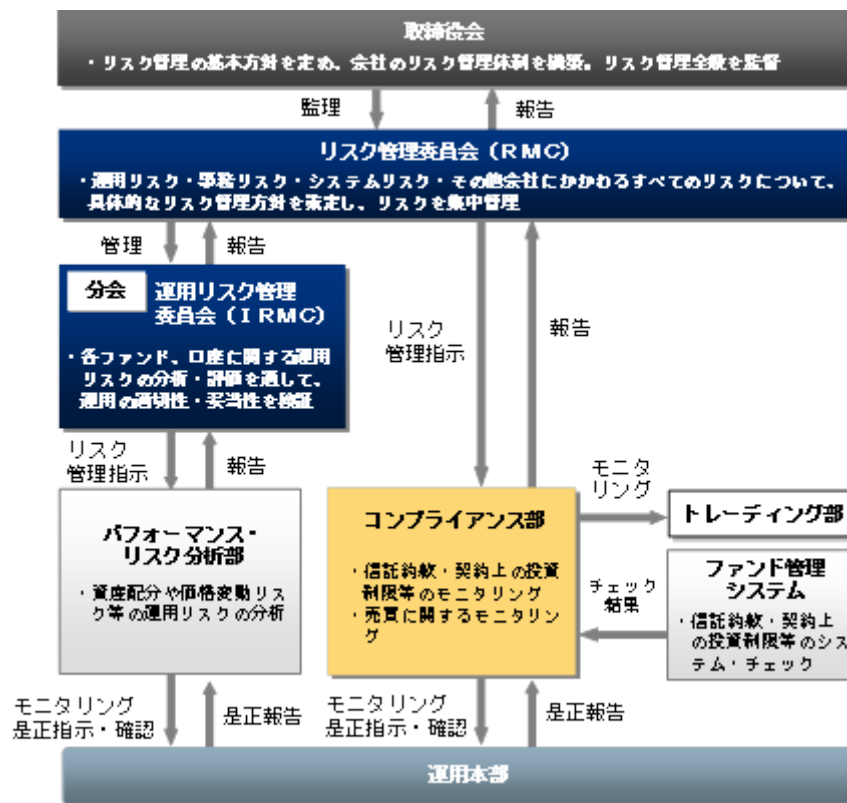 取締役会
・リスク管理の基本方針を定め、会社のリスク管理体制を構築。リスク管理全般を監督
監理
報告
リスク管理委員会（RMC）
・運用リスク・事務リスク・システムリスク・その他会社にかかわるすべてのリスクについて、
具体的なリスク管理方針を策定し、リスクを集中管理
管理
報告
分会
運用リスク管理
委員会（IRMC）
・各ファンド、口座に関する運用
リスクの分析・評価を通して、
運用の適切性・妥当性を検証
リスク
管理指示
報告
リスク
管理指示
報告
パフォーマンス・
リスク分析部
・資産配分や価格変動リス
ク等の運用リスクの分析
コンプライアンス部
・信託約款・契約上の投資
制限等のモニタリング
・売買に関するモニタリン
グ
モニタ
リング
トレーディング部
チェック
結果
ファンド管理
システム
・信託約款・契約上
の投資制限等のシス
テム・チェック
モニタリング
是正指示・確認
是正報告
モニタリング
是正指示・確認
是正報告
運用本部